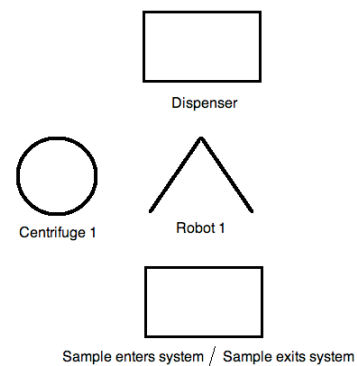 Dispenser
Centrifuge 1
Robot 1
Sample enters system / Sample exits system